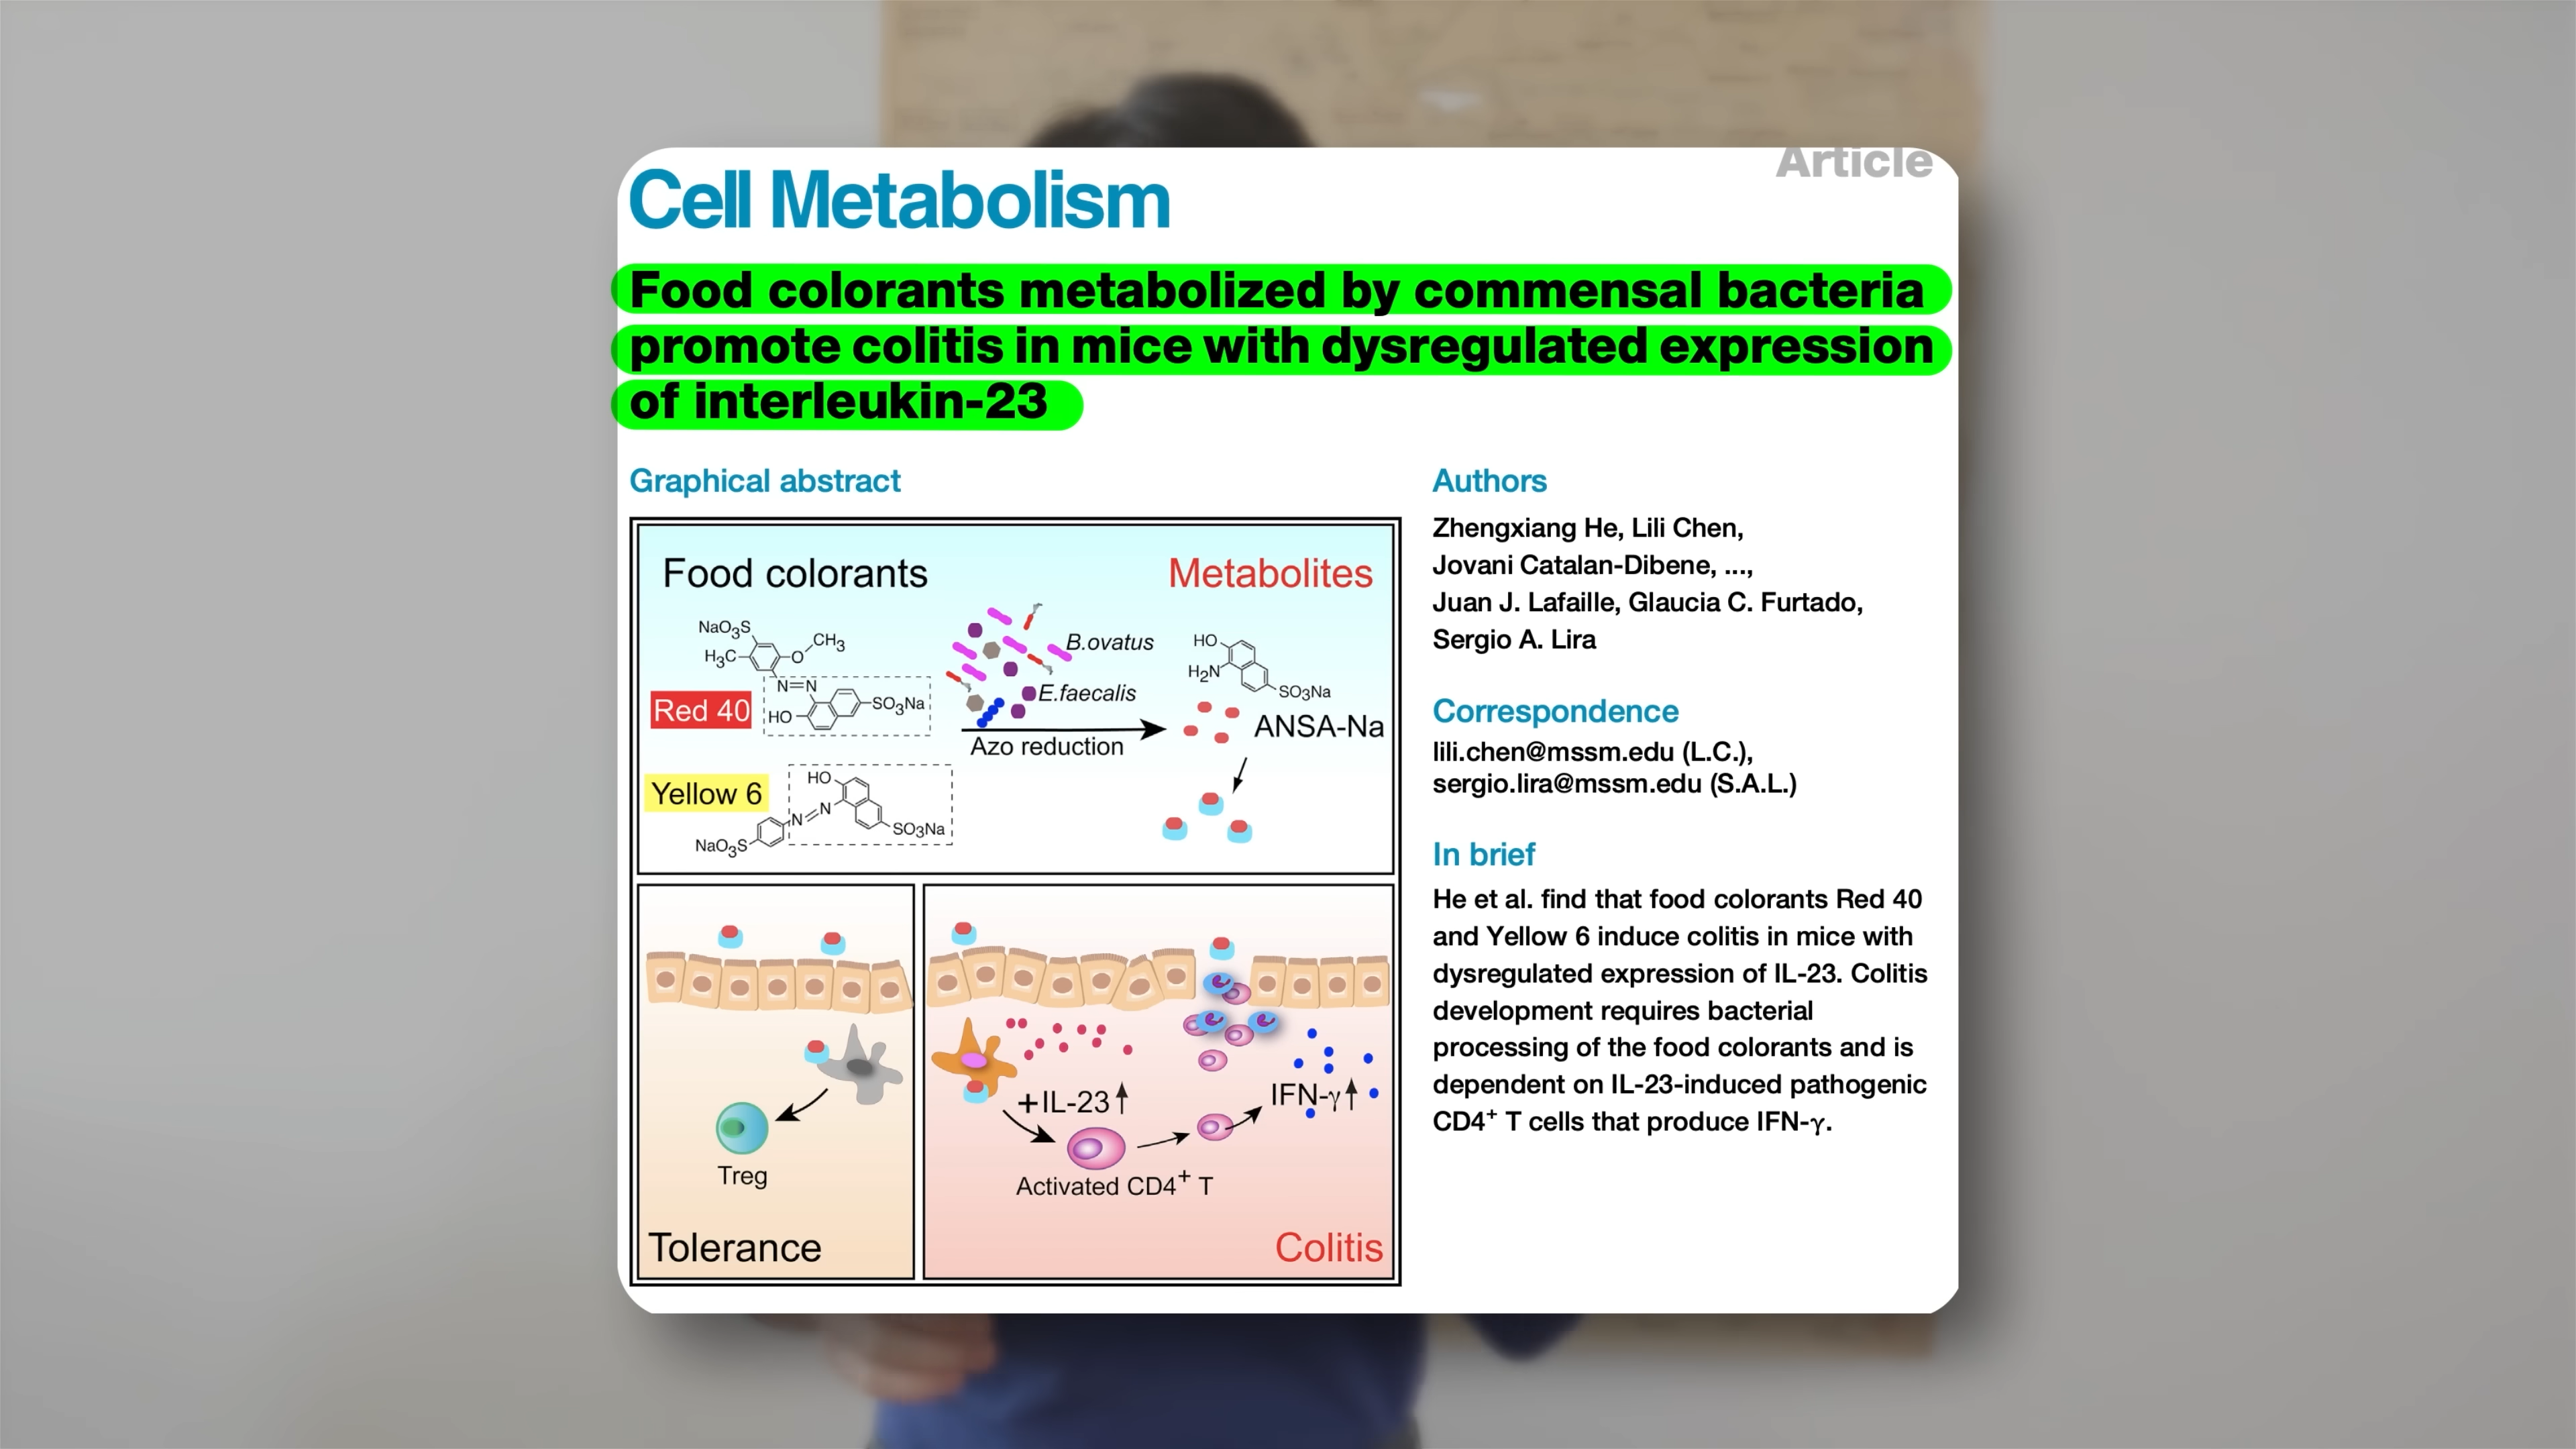 Article
Cell Metabolism
Food colorants metabolized by commensal bacteria
promote colitis in mice with dysregulated expression
of interleukin-23
Graphical abstract
Food colorants
Metabolites
NaO3S
CH3
H3C
O
N=N
SO3Na
HO
Red 40
B.ovatus
E.faecalis
Azo reduction
HO
H2N
SO3Na
ANSA-Na
Yellow 6
HO
N
N
SO3Na
NaO3S
Treg
Tolerance
+IL-23
IFN-γ
Activated CD4+ T
Colitis
Authors
Zhengxiang He, Lili Chen,
Jovani Catalan-Dibene, ...,
Juan J. Lafaille, Glaucia C. Furtado,
Sergio A. Lira
Correspondence
lili.chen@mssm.edu (L.C.),
sergio.lira@mssm.edu (S.A.L.)
In brief
He et al. find that food colorants Red 40
and Yellow 6 induce colitis in mice with
dysregulated expression of IL-23. Colitis
development requires bacterial
processing of the food colorants and is
dependent on IL-23-induced pathogenic
CD4+ T cells that produce IFN-γ.